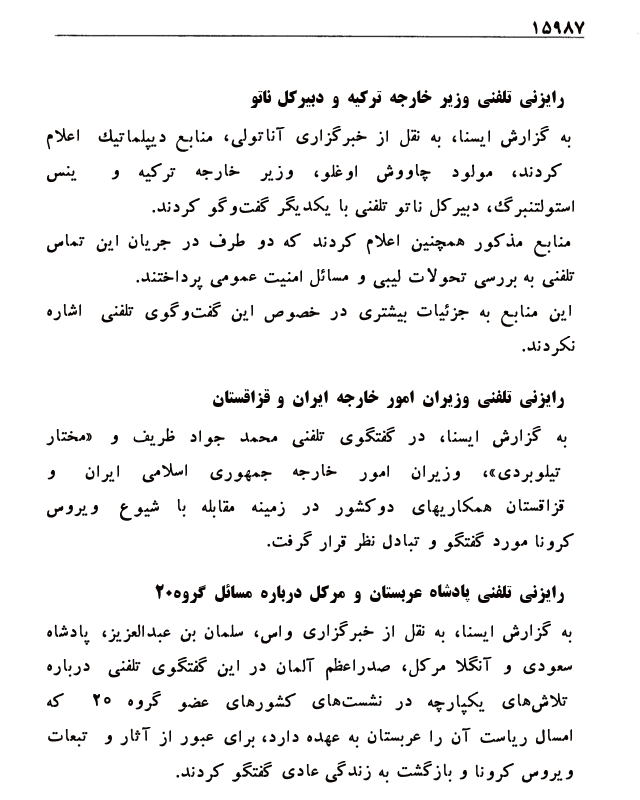 ۱۵۹۸۷
رایزنی تلفنی وزیر خارجه ترکیه و دبیرکل ناتو
به گزارش ایسنا، به نقل از خبرگزاری آناتولی، منابع دیپلماتیك اعلام
کردند، مولود چاووش اوغلو، وزیر خارجه ترکیه و ینس
استولتنبرگ، دبیرکل ناتو تلفنی با یکدیگر گفت‌وگو کردند.
منابع مذکور همچنین اعلام کردند که دو طرف در جریان این تماس
تلفنی به بررسی تحولات لیبی و مسائل امنیت عمومی پرداختند.
این منابع به جزئیات بیشتری در خصوص این گفت‌وگوی تلفنی اشاره
نکردند.
رایزنی تلفنی وزیران امور خارجه ایران و قزاقستان
به گزارش ایسنا، در گفتگوی تلفنی محمد جواد ظریف و «مختار
تیلوبردی»، وزیران امور خارجه جمهوری اسلامی ایران و
قزاقستان همکاریهای دوکشور در زمینه مقابله با شیوع ویروس
کرونا مورد گفتگو و تبادل نظر قرار گرفت.
رایزنی تلفنی پادشاه عربستان و مرکل درباره مسائل گروه۲۰
به گزارش ایسنا، به نقل از خبرگزاری واس، سلمان بن عبدالعزیز، پادشاه
سعودی و آنگلا مرکل، صدراعظم آلمان در این گفتگوی تلفنی درباره
تلاش‌های یکپارچه در نشست‌های کشورهای عضو گروه ۲۰ که
امسال ریاست آن را عربستان به عهده دارد، برای عبور از آثار و تبعات
ویروس کرونا و بازگشت به زندگی عادی گفتگو کردند.